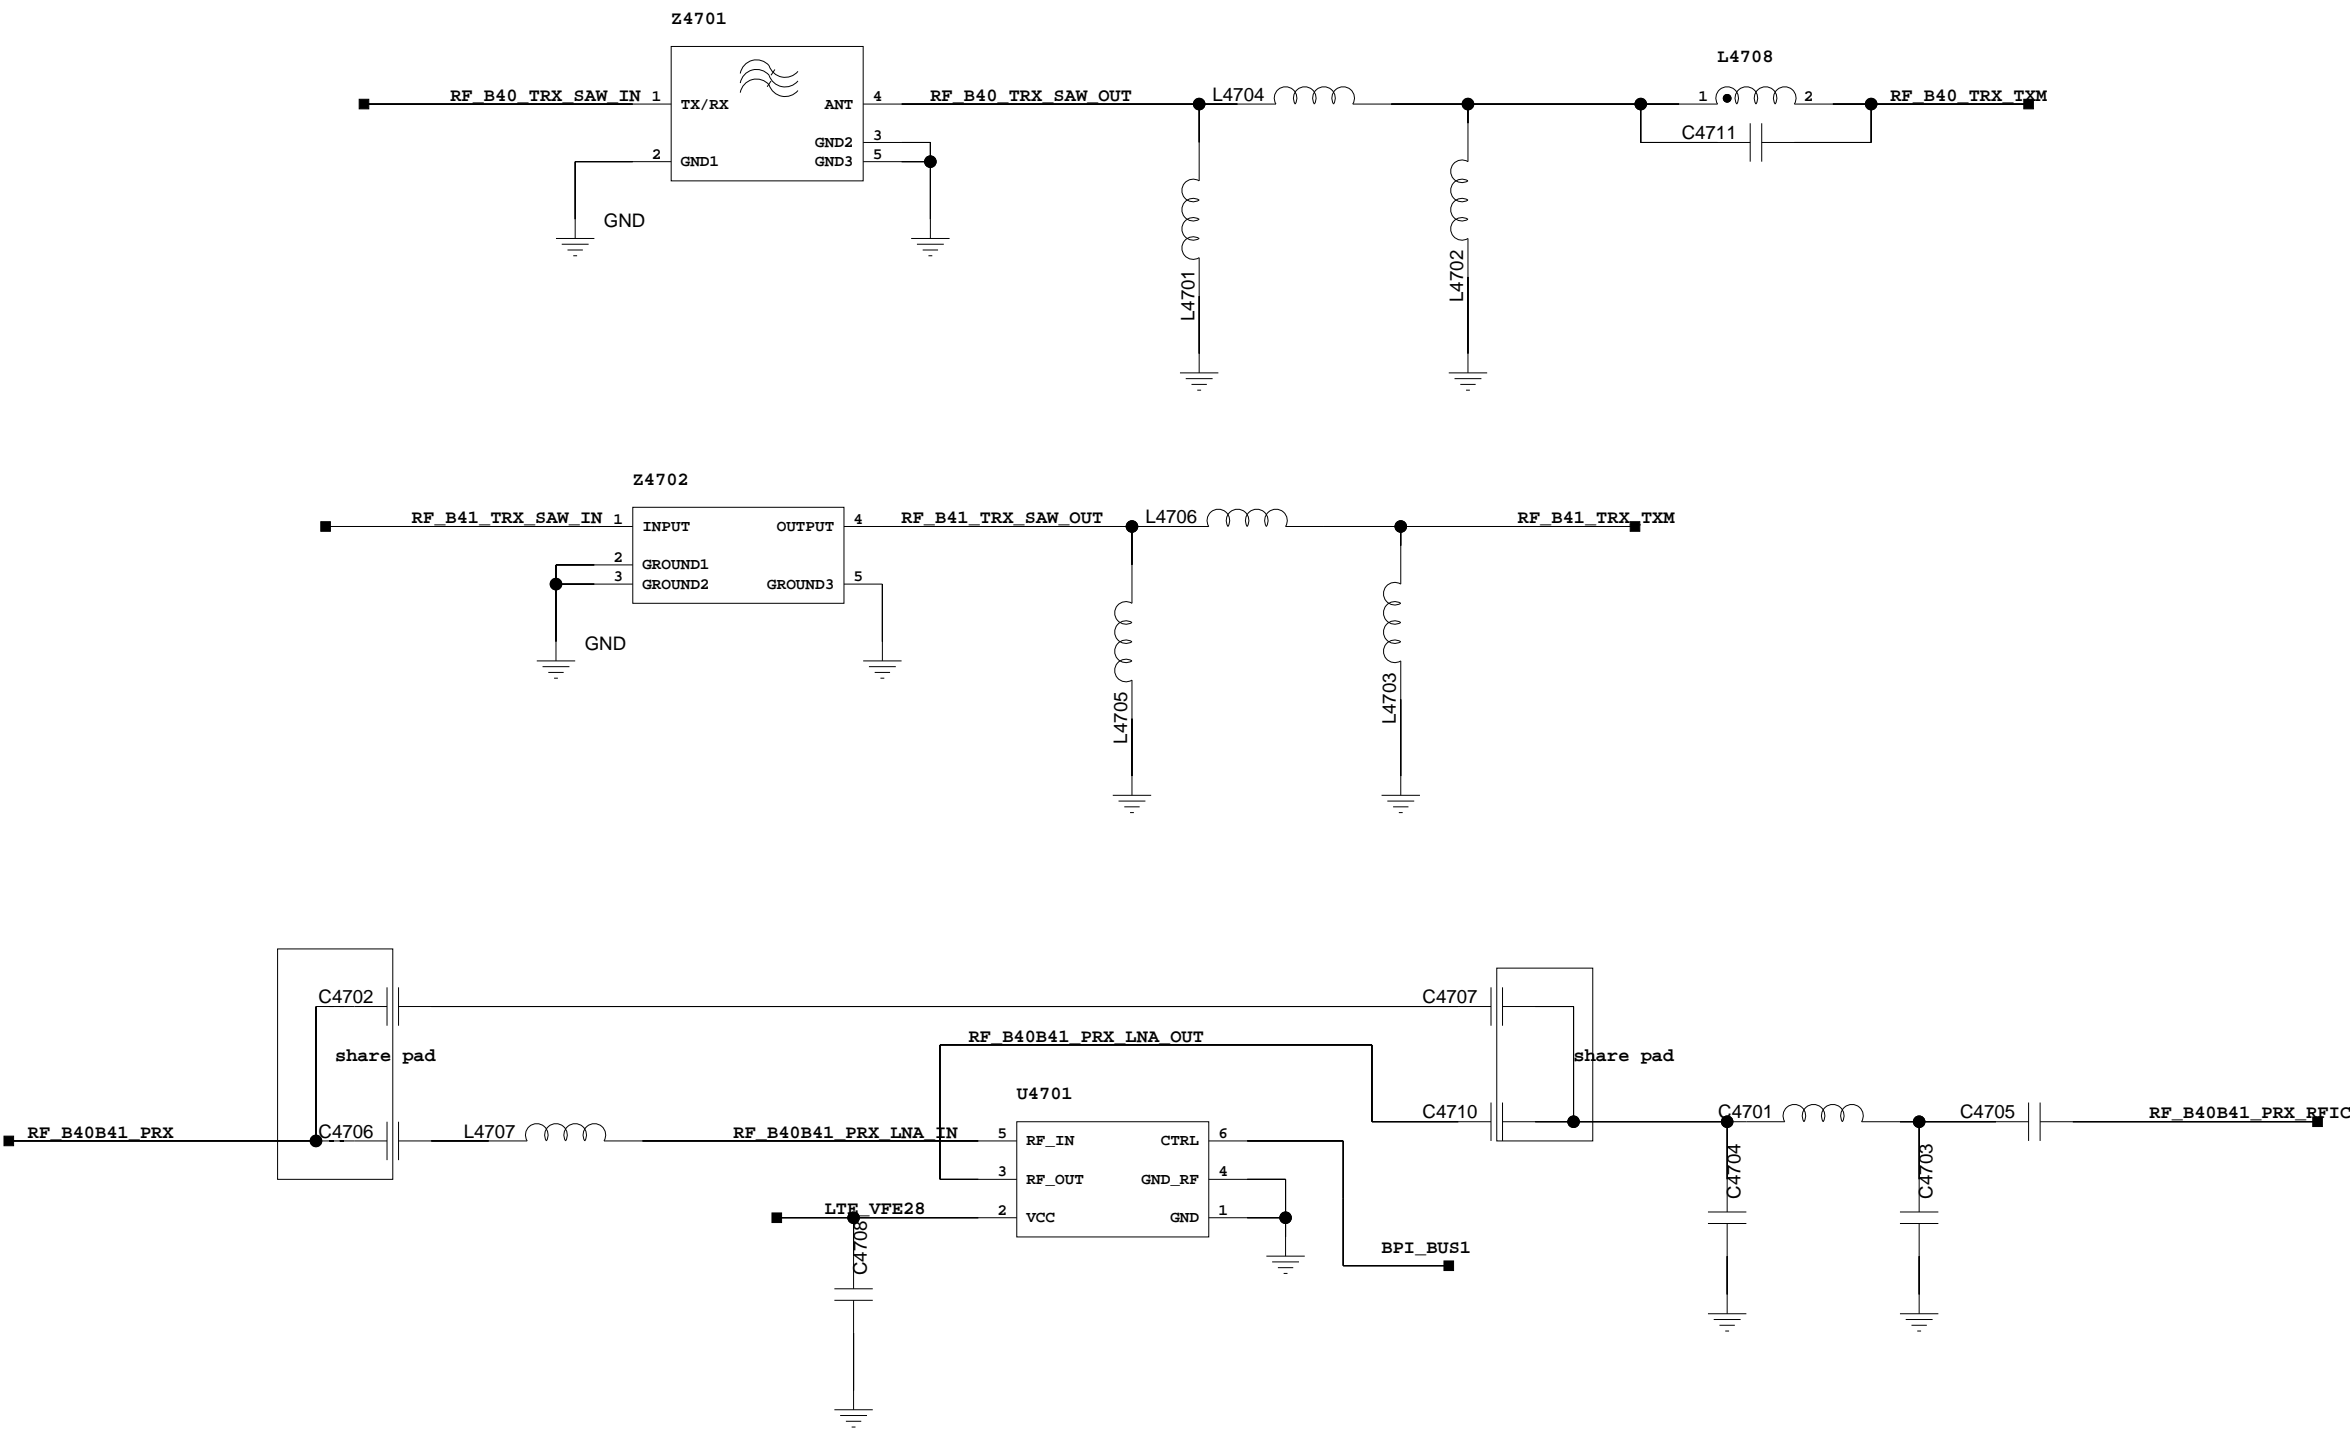 Z4701
L4708
RF_B40_TRX_SAW_IN 1 TX/RX ANT 4 RF_B40_TRX_SAW_OUT L4704 1 2 RF_B40_TRX_TXM
C4711
GND2 3
2 GND1 GND3 5
GND
L4701
L4702
Z4702
RF_B41_TRX_SAW_IN 1 INPUT OUTPUT 4 RF_B41_TRX_SAW_OUT L4706 RF_B41_TRX_TXM
2 GROUND1
3 GROUND2 GROUND3 5
GND
L4705
L4703
C4702 C4707
RF_B40B41_PRX_LNA_OUT
share pad share pad
U4701
C4710 C4701 C4705 RF_B40B41_PRX_RFIC
RF_B40B41_PRX C4706 L4707 RF_B40B41_PRX_LNA_IN 5 RF_IN CTRL 6
C4704
C4703
3 RF_OUT GND_RF 4
LTE_VFE28 2 VCC GND 1
C4708
BPI_BUS1